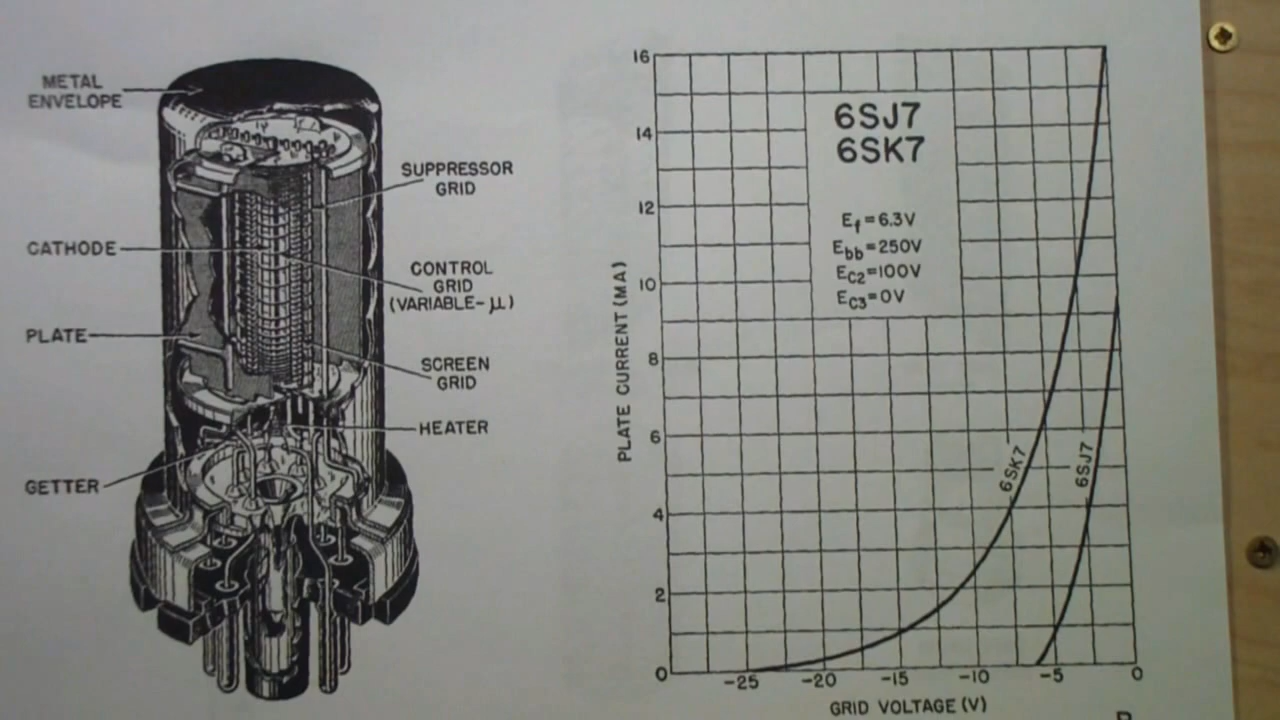 METAL
ENVELOPE
SUPPRESSOR
GRID
CATHODE
CONTROL
GRID
(VARIABLE-μ)
PLATE
SCREEN
GRID
HEATER
GETTER
16
14
12
10
8
6
4
2
0
PLATE CURRENT (MA)
6SJ7
6SK7
Ef=6.3V
Ebb=250V
EC2=100V
EC3=0V
6SK7
6SJ7
-25
-20
-15
-10
-5
0
GRID VOLTAGE (V)